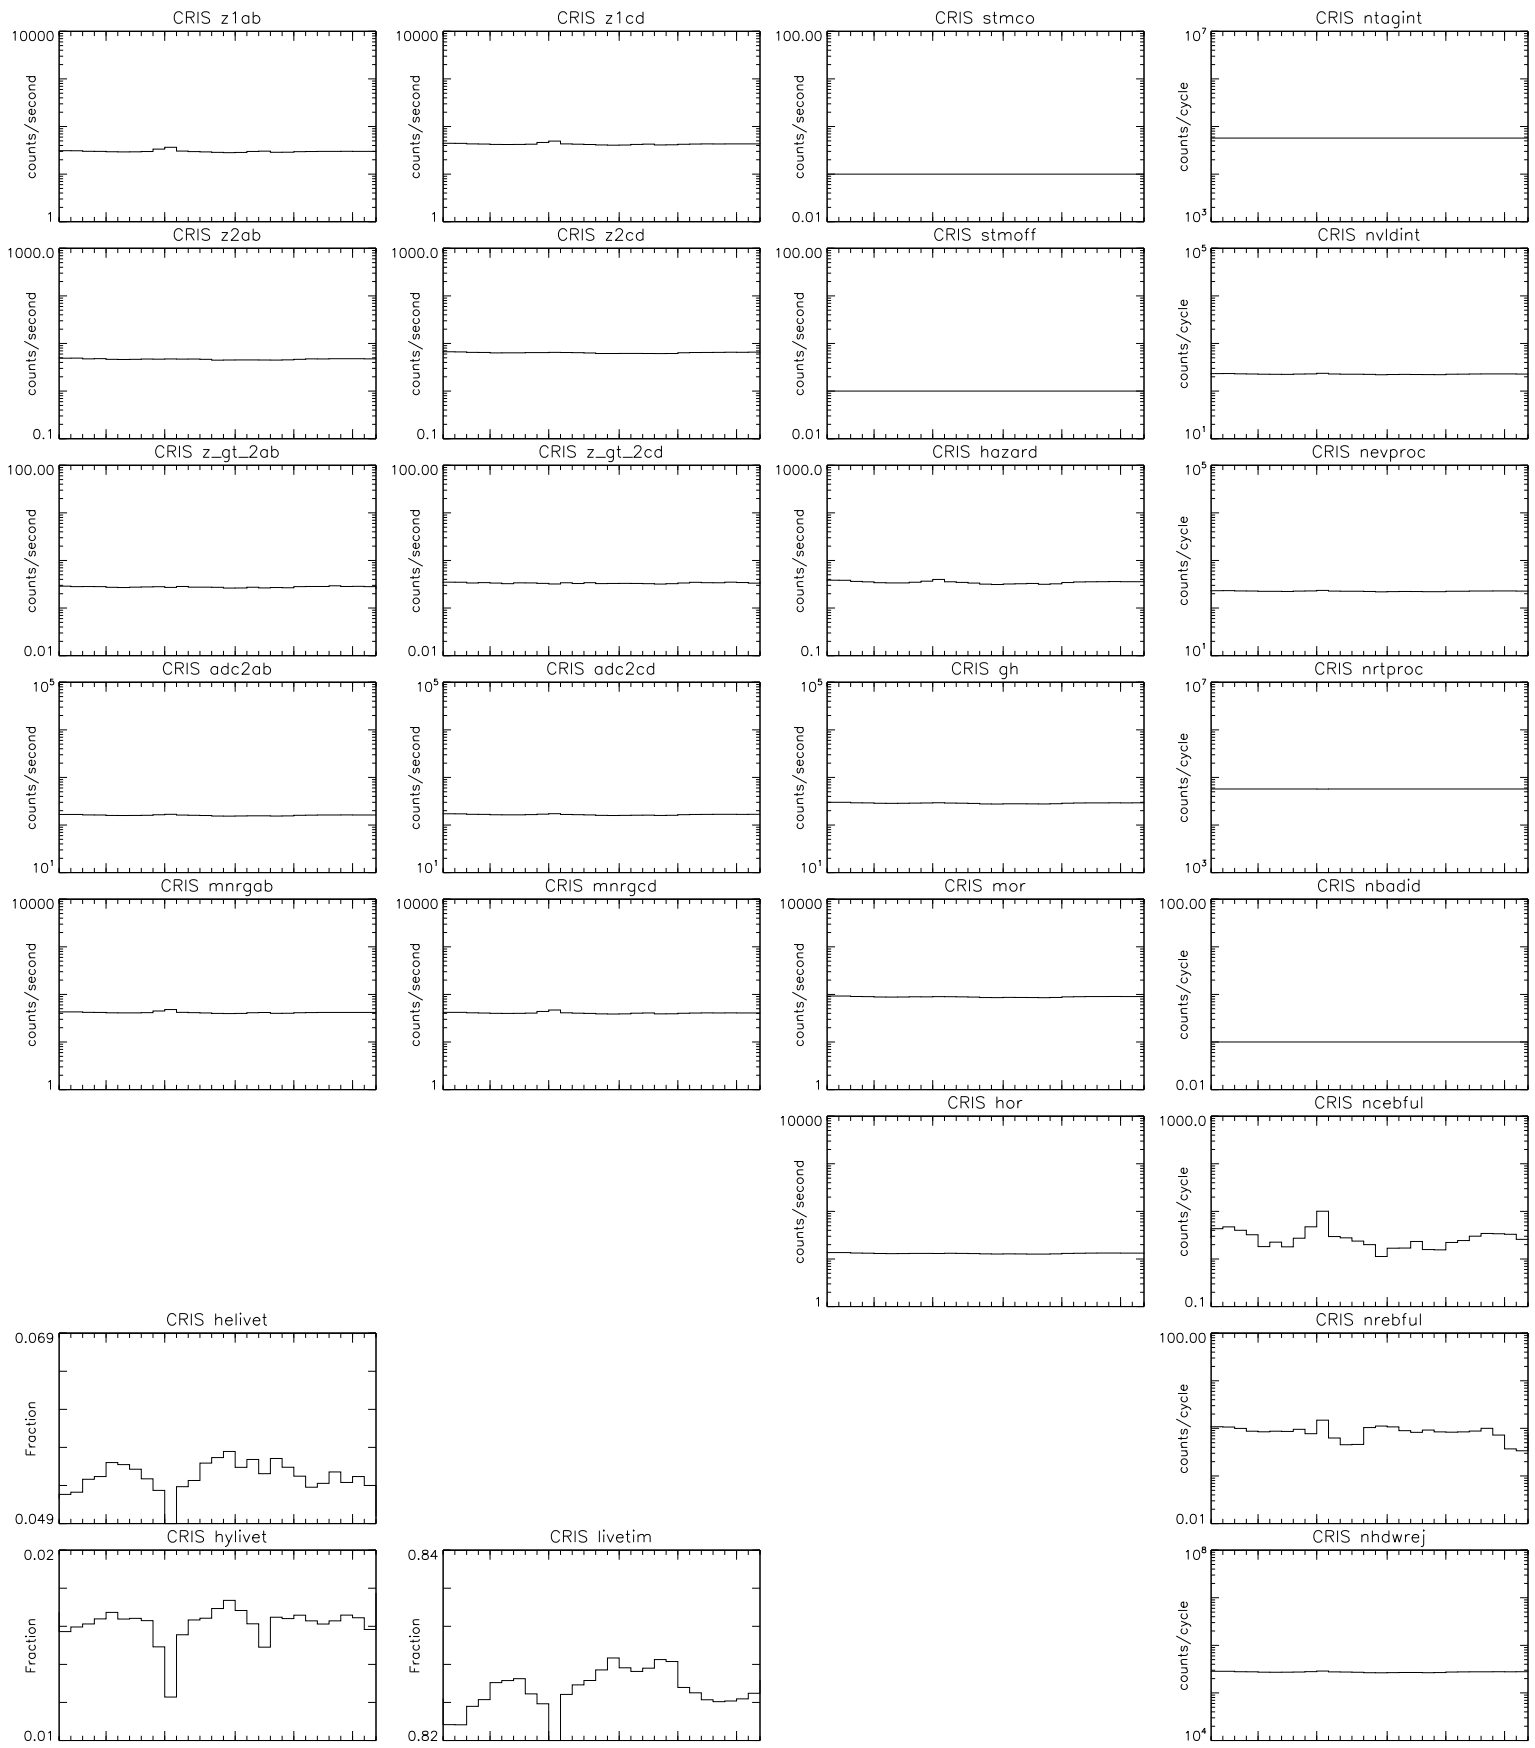 CRIS z1ab
10000
counts/second
1
CRIS z1cd
10000
counts/second
1
CRIS stmco
100.00
counts/second
0.01
CRIS ntagint
10^7
counts/cycle
10^3
CRIS z2ab
1000.0
counts/second
0.1
CRIS z2cd
1000.0
counts/second
0.1
CRIS stmoff
100.00
counts/second
0.01
CRIS nvldint
10^5
counts/cycle
10^1
CRIS z_gt_2ab
100.00
counts/second
0.01
CRIS z_gt_2cd
100.00
counts/second
0.01
CRIS hazard
1000.0
counts/second
0.1
CRIS nevproc
10^5
counts/cycle
10^1
CRIS adc2ab
10^5
counts/second
10^1
CRIS adc2cd
10^5
counts/second
10^1
CRIS gh
10^5
counts/second
10^1
CRIS nrtproc
10^7
counts/cycle
10^3
CRIS mnrgab
10000
counts/second
1
CRIS mnrgcd
10000
counts/second
1
CRIS mor
10000
counts/second
1
CRIS nbadid
100.00
counts/cycle
0.01
CRIS hor
10000
counts/second
1
CRIS ncebful
1000.0
counts/cycle
0.1
CRIS helivet
0.069
Fraction
0.049
CRIS nrebful
100.00
counts/cycle
0.01
CRIS hylivet
0.02
Fraction
0.01
CRIS livetim
0.84
Fraction
0.82
CRIS nhdwrej
10^8
counts/cycle
10^4